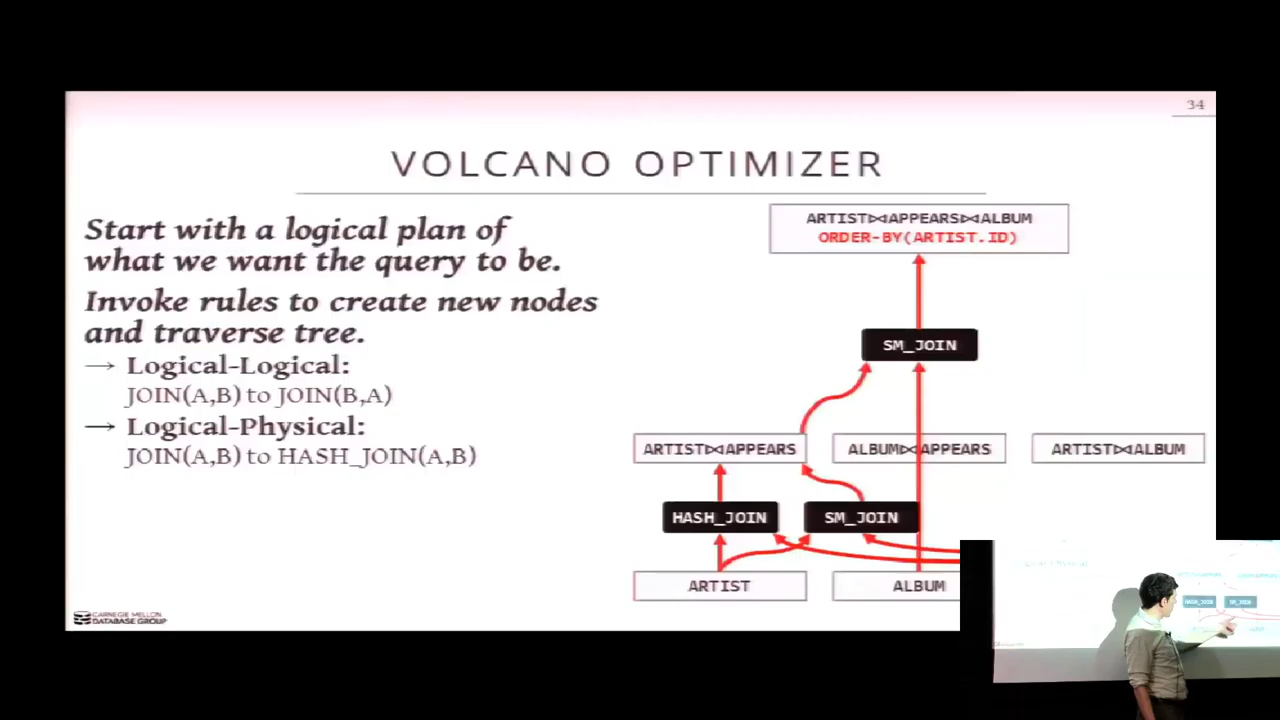 34
VOLCANO OPTIMIZER
Start with a logical plan of
what we want the query to be.
Invoke rules to create new nodes
and traverse tree.
→ Logical-Logical:
JOIN(A,B) to JOIN(B,A)
→ Logical-Physical:
JOIN(A,B) to HASH_JOIN(A,B)
ARTIST⋈APPEARS⋈ALBUM
ORDER-BY(ARTIST.ID)
SM_JOIN
ARTIST⋈APPEARS
ALBUM⋈APPEARS
ARTIST⋈ALBUM
HASH_JOIN
SM_JOIN
ARTIST
ALBUM
CARNEGIE MELLON
DATABASE GROUP
HASH_JOIN
SM_JOIN